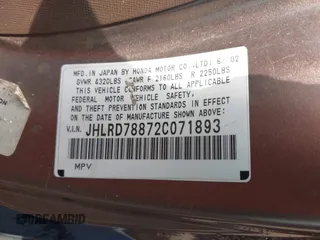 MFD. IN JAPAN BY HONDA MOTOR CO.,LTD. 6/02
GVWR 4320LBS GAWR F 2160LBS R 2250LBS
THIS VEHICLE CONFORMS TO ALL APPLICABLE
FEDERAL MOTOR VEHICLE SAFETY,
THEFT PREVENTION STANDARDS IN EFFECT ON THE
DATE OF MANUFACTURE SHOWN ABOVE.
V.I.N. JHLRD78872C071893
MPV
DREAMBID